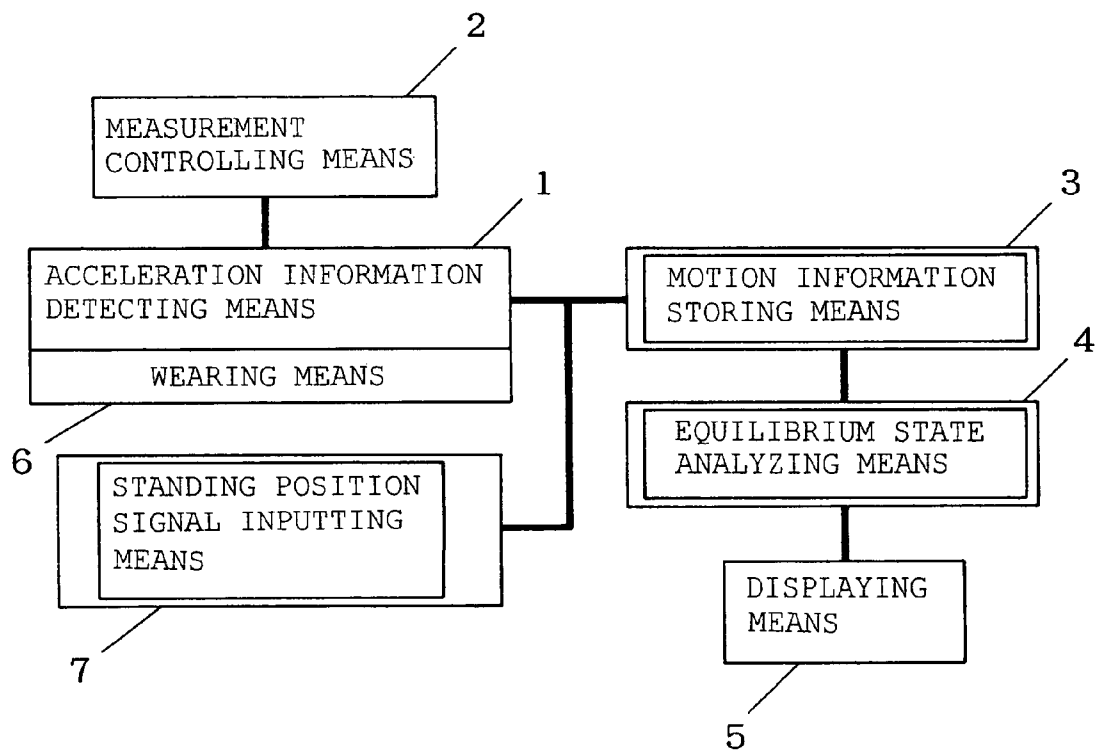 2
MEASUREMENT
CONTROLLING MEANS
1
ACCELERATION INFORMATION
DETECTING MEANS
WEARING MEANS
6
STANDING POSITION
SIGNAL INPUTTING
MEANS
7
3
MOTION INFORMATION
STORING MEANS
4
EQUILIBRIUM STATE
ANALYZING MEANS
DISPLAYING
MEANS
5